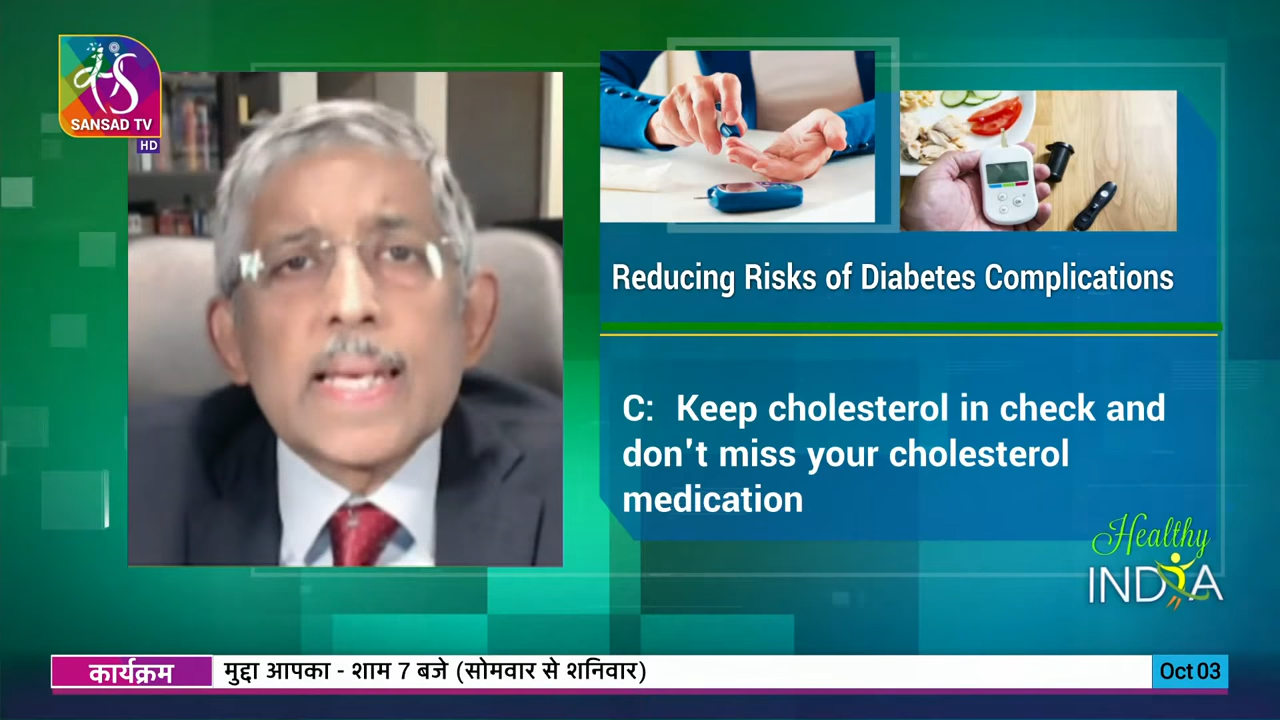 SANSAD TV
HD
Reducing Risks of Diabetes Complications
C: Keep cholesterol in check and
don't miss your cholesterol
medication
Healthy
INDIA
कार्यक्रम
मुद्दा आपका - शाम 7 बजे (सोमवार से शनिवार)
Oct 03